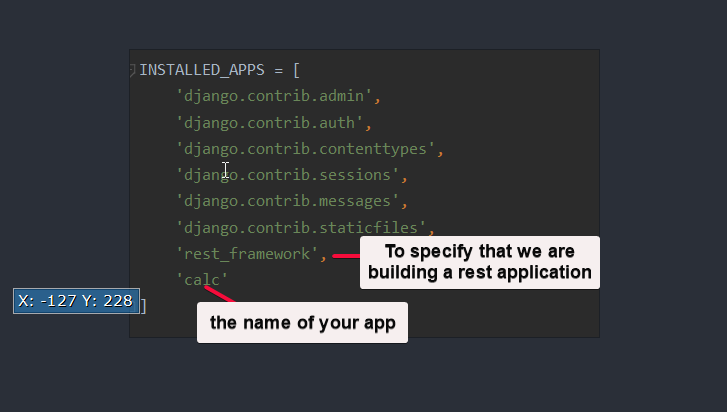 INSTALLED_APPS = [
'django.contrib.admin',
'django.contrib.auth',
'django.contrib.contenttypes',
'django.contrib.sessions',
'django.contrib.messages',
'django.contrib.staticfiles',
'rest_framework',
To specify that we are
building a rest application
'calc'
X: -127 Y: 228
]
the name of your app